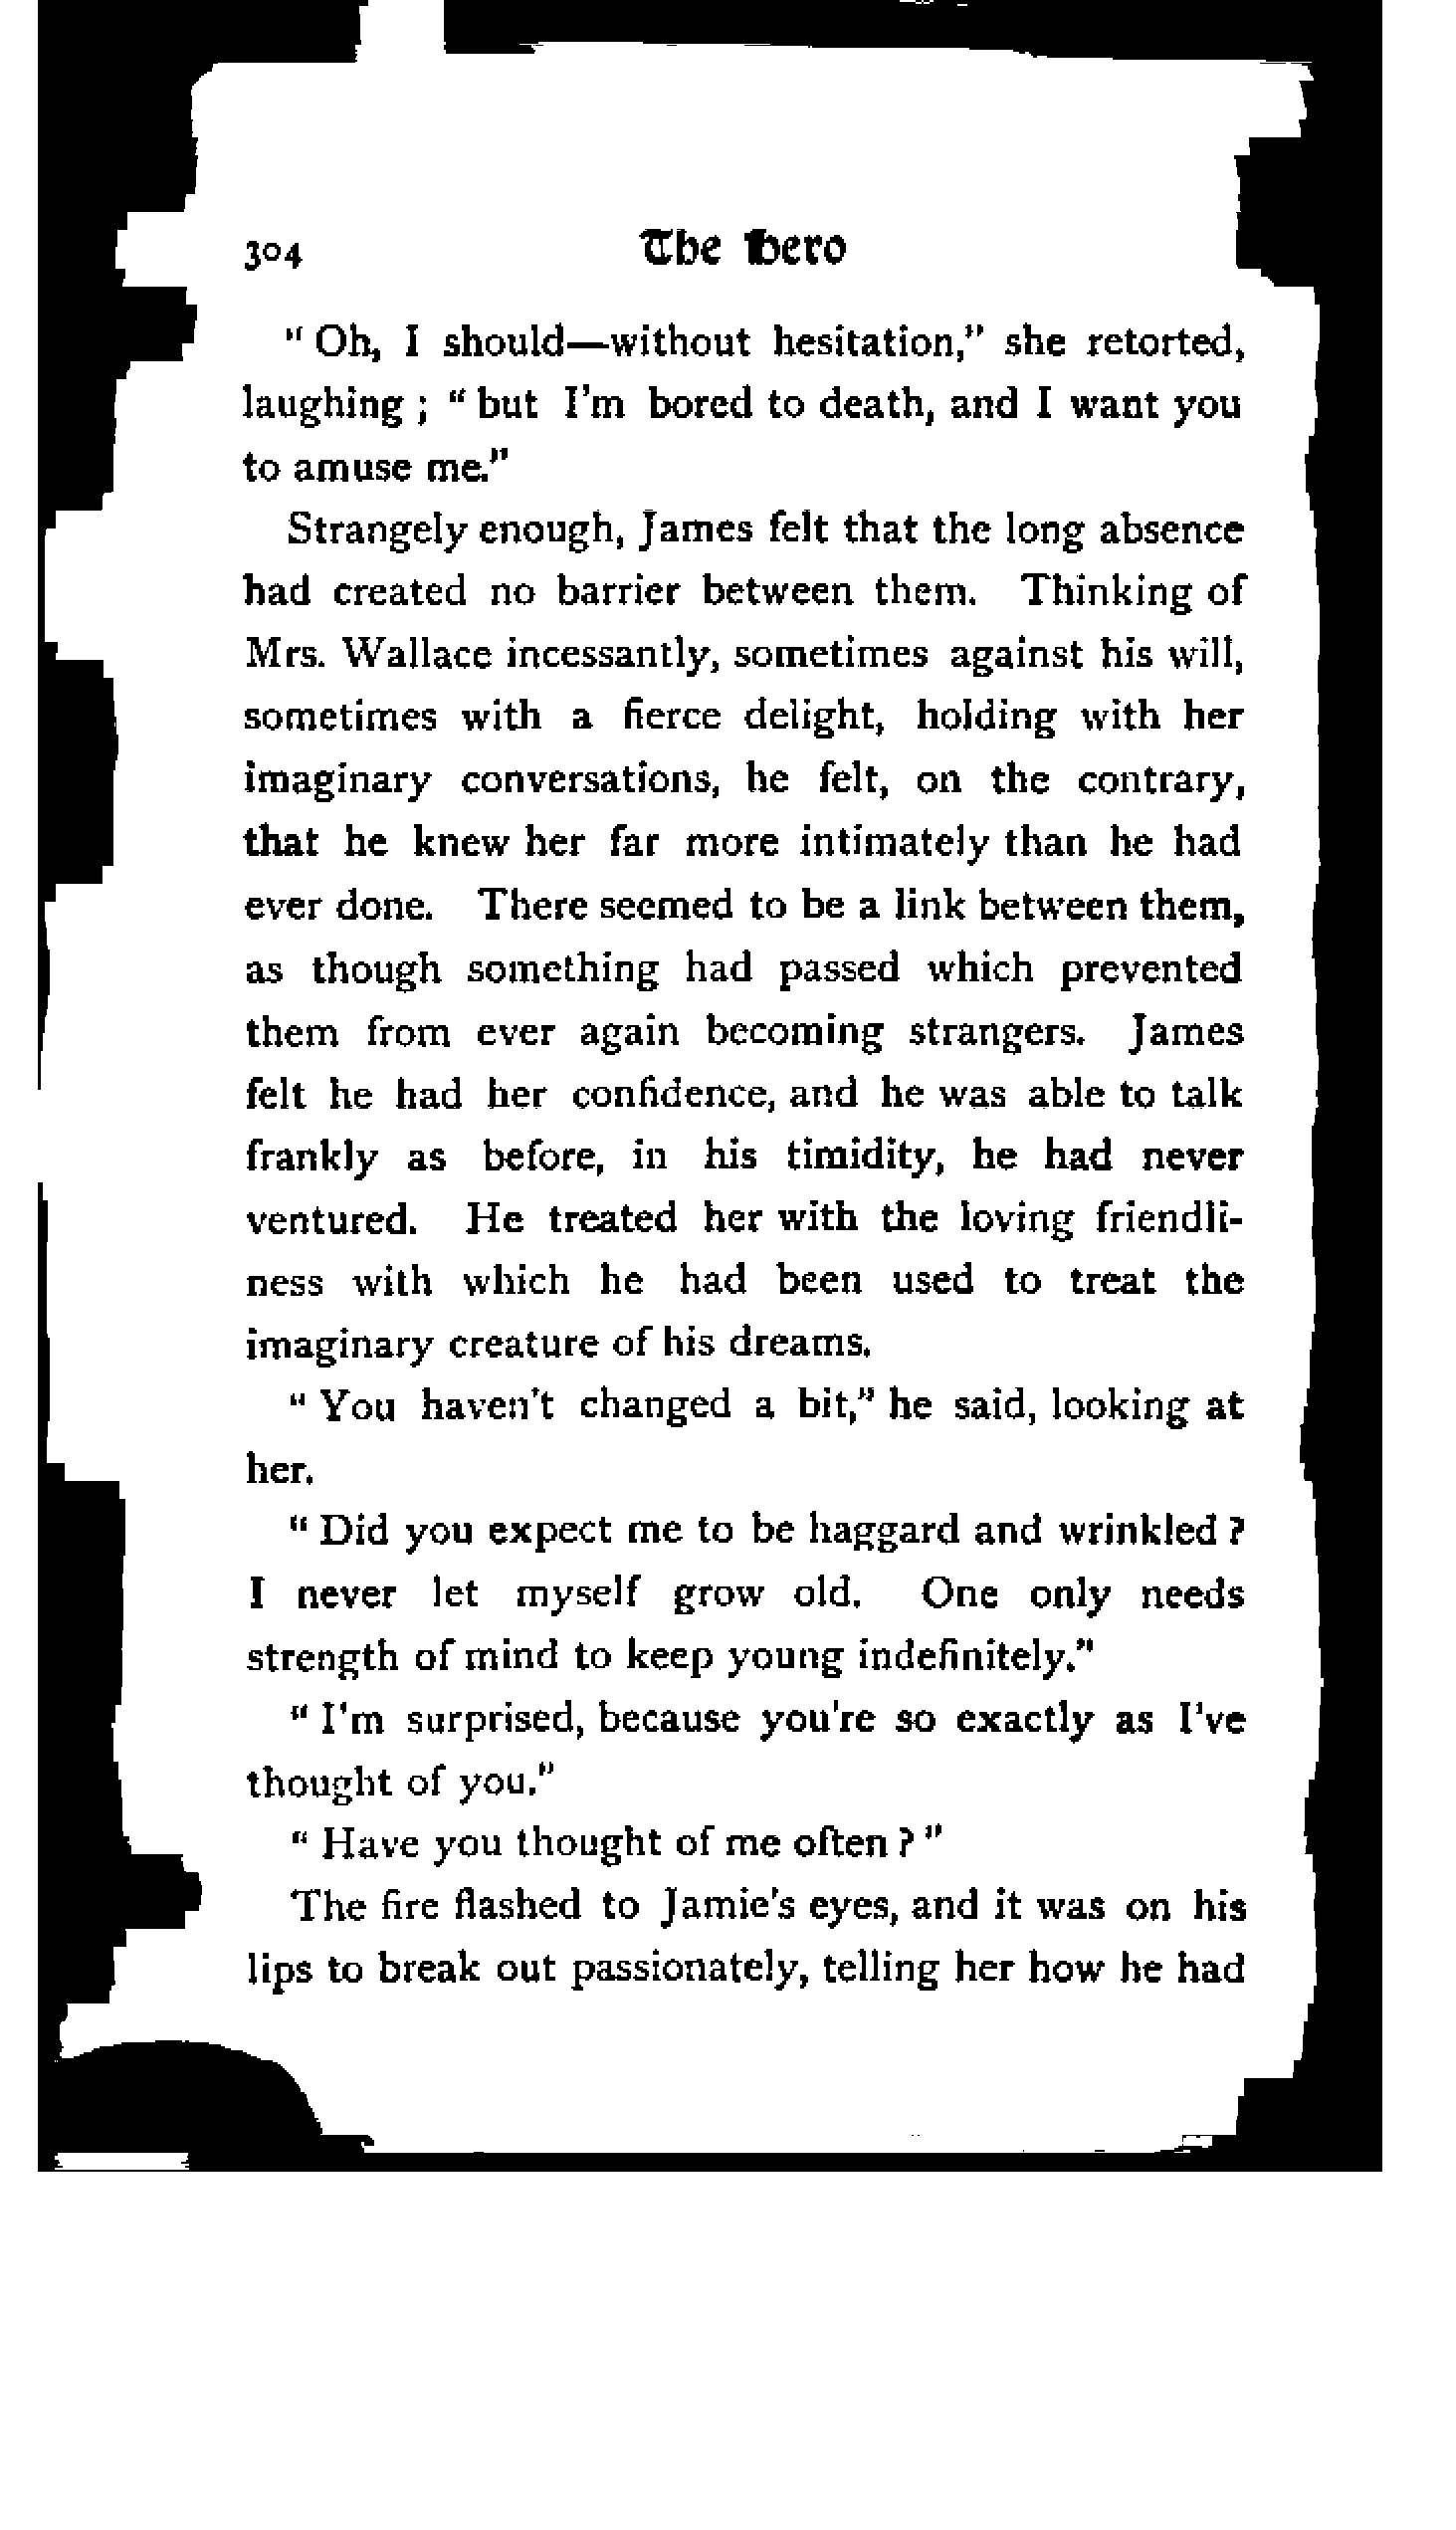 304 The Hero
" Oh, I should—without hesitation," she retorted,
laughing ; " but I'm bored to death, and I want you
to amuse me."
Strangely enough, James felt that the long absence
had created no barrier between them. Thinking of
Mrs. Wallace incessantly, sometimes against his will,
sometimes with a fierce delight, holding with her
imaginary conversations, he felt, on the contrary,
that he knew her far more intimately than he had
ever done. There seemed to be a link between them,
as though something had passed which prevented
them from ever again becoming strangers. James
felt he had her confidence, and he was able to talk
frankly as before, in his timidity, he had never
ventured. He treated her with the loving friendli-
ness with which he had been used to treat the
imaginary creature of his dreams.
" You haven't changed a bit," he said, looking at
her.
" Did you expect me to be haggard and wrinkled ?
I never let myself grow old. One only needs
strength of mind to keep young indefinitely."
" I'm surprised, because you're so exactly as I've
thought of you."
" Have you thought of me often ? "
The fire flashed to Jamie's eyes, and it was on his
lips to break out passionately, telling her how he had